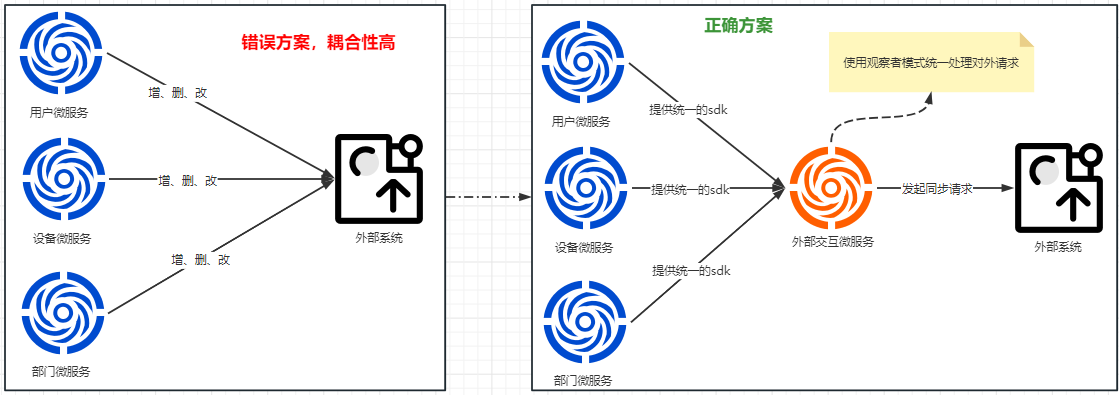 错误方案，耦合性高
用户微服务
增、删、改
设备微服务
增、删、改
部门微服务
增、删、改
外部系统
正确方案
使用观察者模式统一处理对外请求
用户微服务
提供统一的sdk
设备微服务
提供统一的sdk
部门微服务
提供统一的sdk
外部交互微服务
发起同步请求
外部系统